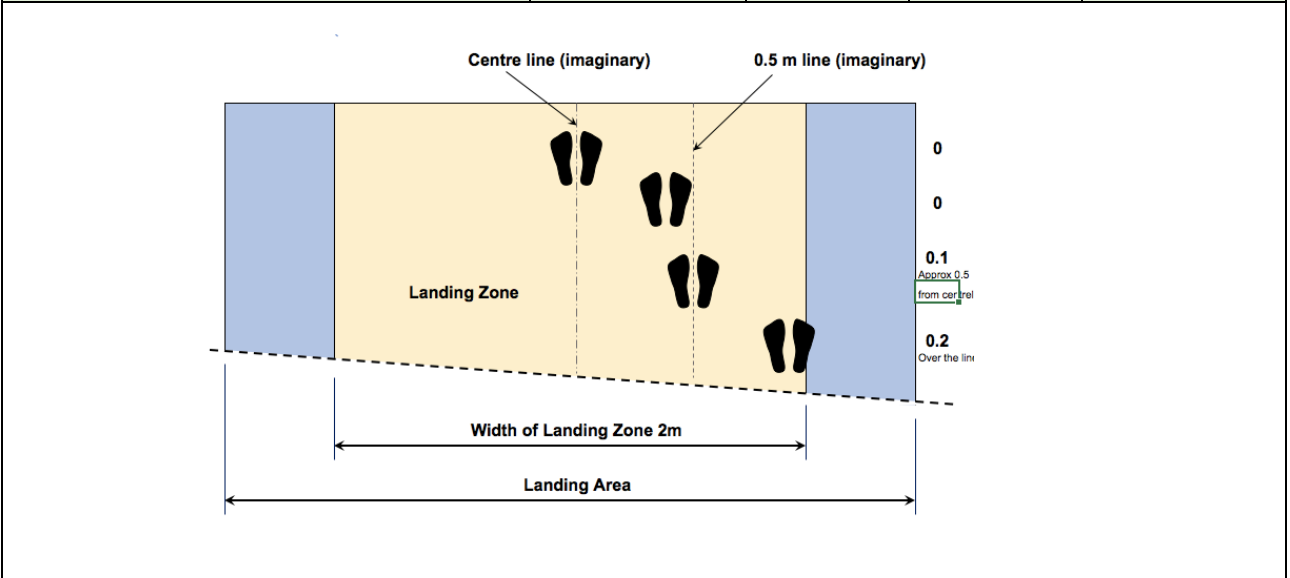 Centre line (imaginary)
0.5 m line (imaginary)
0
0
0.1
Approx 0.5
from
Landing Zone
0.2
Over the line
Width of Landing Zone 2m
Landing Area